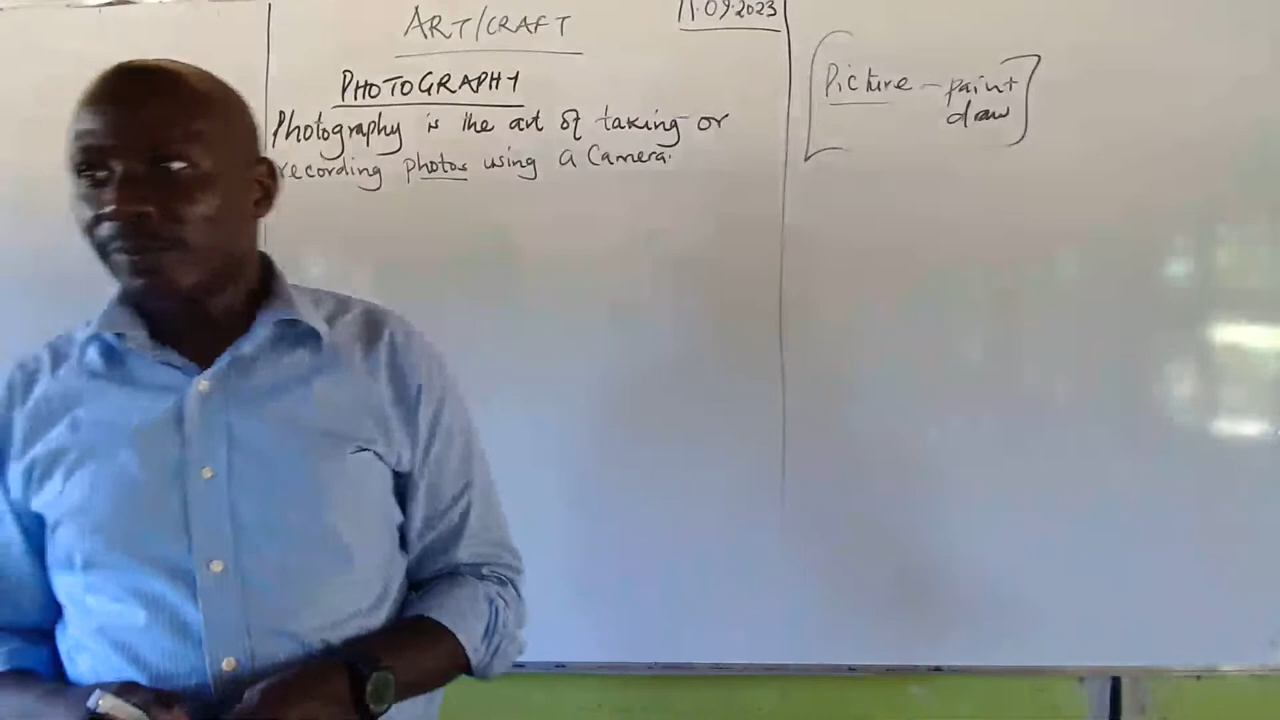 ART/CRAFT
11.09.2023
PHOTOGRAPHY
Photography is the art of taking or
recording photos using a Camera.
Picture - paint
draw